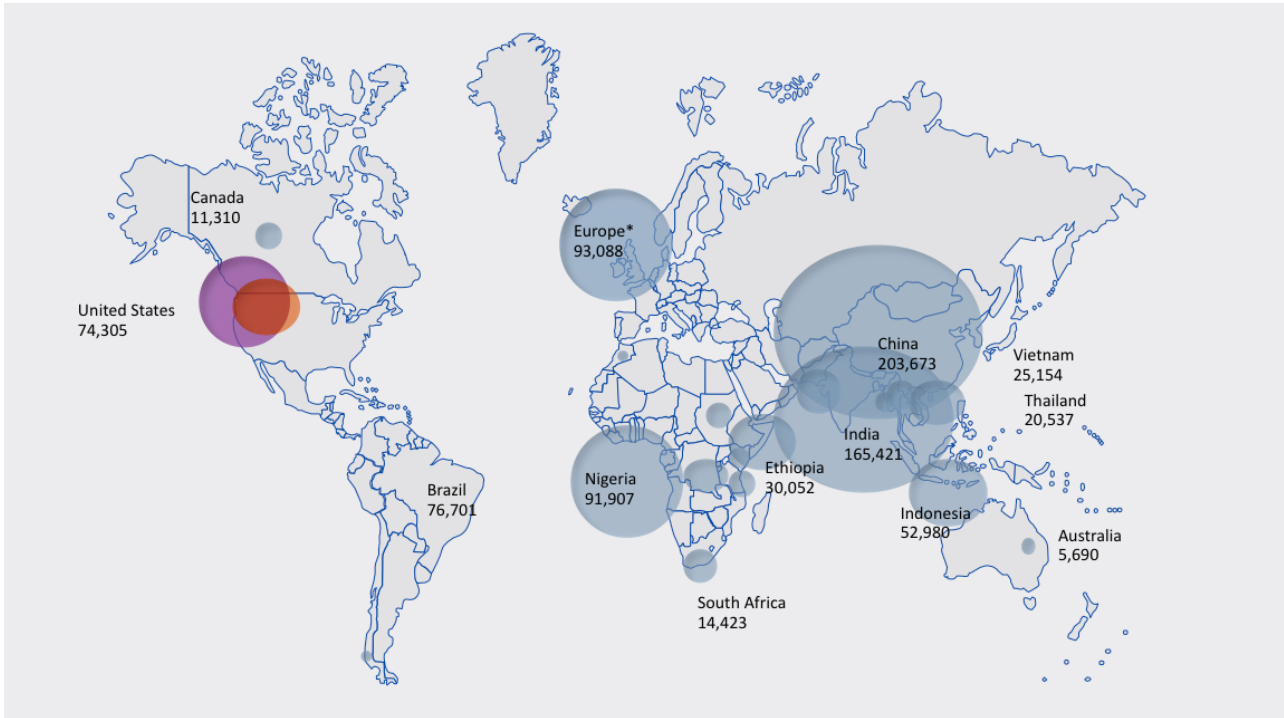 Canada
11,310
United States
74,305
Brazil
76,701
Europe*
93,088
Nigeria
91,907
Ethiopia
30,052
South Africa
14,423
China
203,673
India
165,421
Vietnam
25,154
Thailand
20,537
Indonesia
52,980
Australia
5,690